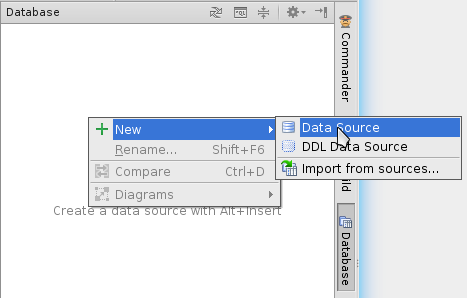 Database
Commander
New
Data Source
Rename... Shift+F6
DDL Data Source
Compare Ctrl+D
Import from sources...
Diagrams
Create a data source with Alt+Insert
Database